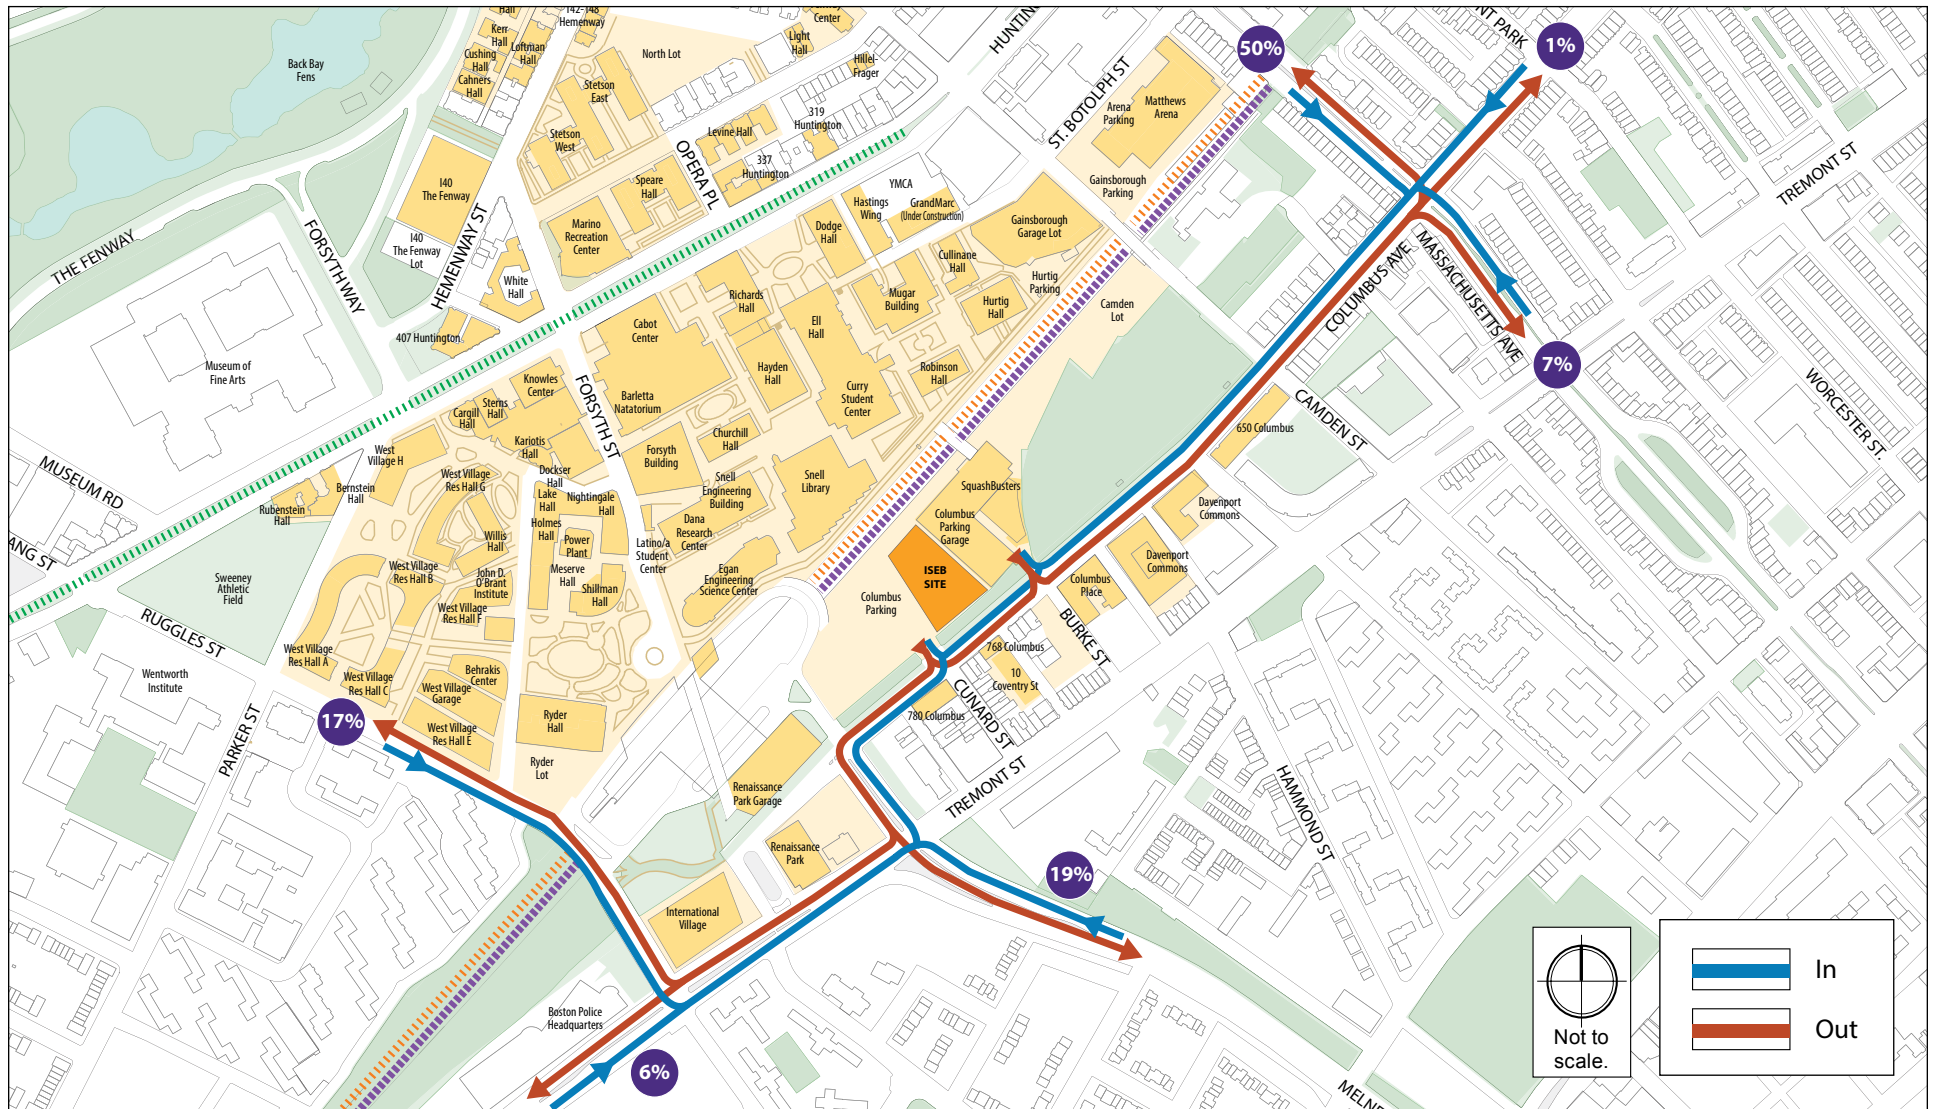 Hall
142-148
Hemenway
Center
Kerr
Hall
Loftman
Hall
Cushing
Hall
Cahners
Hall
North Lot
Light
Hall
Hillel-
Frager
HUNTING
50%
NT PARK
1%
Back Bay
Fens
Stetson
East
Stetson
West
Levine Hall
319
Huntington
337
Huntington
OPERA PL
ST. BOTOLPH ST
Arena
Parking
Matthews
Arena
Gainsborough
Parking
TREMONT ST
140
The Fenway
140
The Fenway
Lot
HEMENWAY ST
Speare
Hall
Marino
Recreation
Center
YMCA
Hastings
Wing
GrandMarc
(Under Construction)
Dodge
Hall
Gainsborough
Garage Lot
THE FENWAY
FORSYTH WAY
White
Hall
407 Huntington
Cullinane
Hall
Hurtig
Parking
Mugar
Building
Hurtig
Hall
Camden
Lot
Richards
Hall
Ell
Hall
Cabot
Center
COLUMBUS AVE
MASSACHUSETTS AVE
7%
Museum of
Fine Arts
Knowles
Center
Hayden
Hall
Curry
Student
Center
Robinson
Hall
WORCESTER ST.
Barletta
Natatorium
FORSYTH ST
Sterns
Hall
Cargill
Hall
Kariotis
Hall
Churchill
Hall
Forsyth
Building
CAMDEN ST
650 Columbus
MUSEUM RD
West
Village H
West Village
Res Hall G
Bernstein
Hall
Rubenstein
Hall
Dockser
Hall
Lake
Hall
Nightingale
Hall
Holmes
Hall
Snell
Engineering
Building
Snell
Library
SquashBusters
Columbus
Parking
Garage
Davenport
Commons
Davenport
Commons
ANG ST
Sweeney
Athletic
Field
Willis
Hall
Power
Plant
Meserve
Hall
Shillman
Hall
Latino/a
Student
Center
Dana
Research
Center
Egan
Engineering
Science Center
ISEB
SITE
Columbus
Parking
Columbus
Place
West Village
Res Hall B
John D.
O'Brant
Institute
West Village
Res Hall F
RUGGLES ST
BURKE ST
768 Columbus
10
Coventry St
CUNARD ST
780 Columbus
Wentworth
Institute
West Village
Res Hall A
West Village
Res Hall C
Behrakis
Center
West Village
Garage
West Village
Res Hall E
17%
PARKER ST
Ryder
Hall
Ryder
Lot
Renaissance
Park Garage
TREMONT ST
HAMMOND ST
Renaissance
Park
19%
International
Village
Boston Police
Headquarters
6%
MELNE
Not to
scale.
In
Out